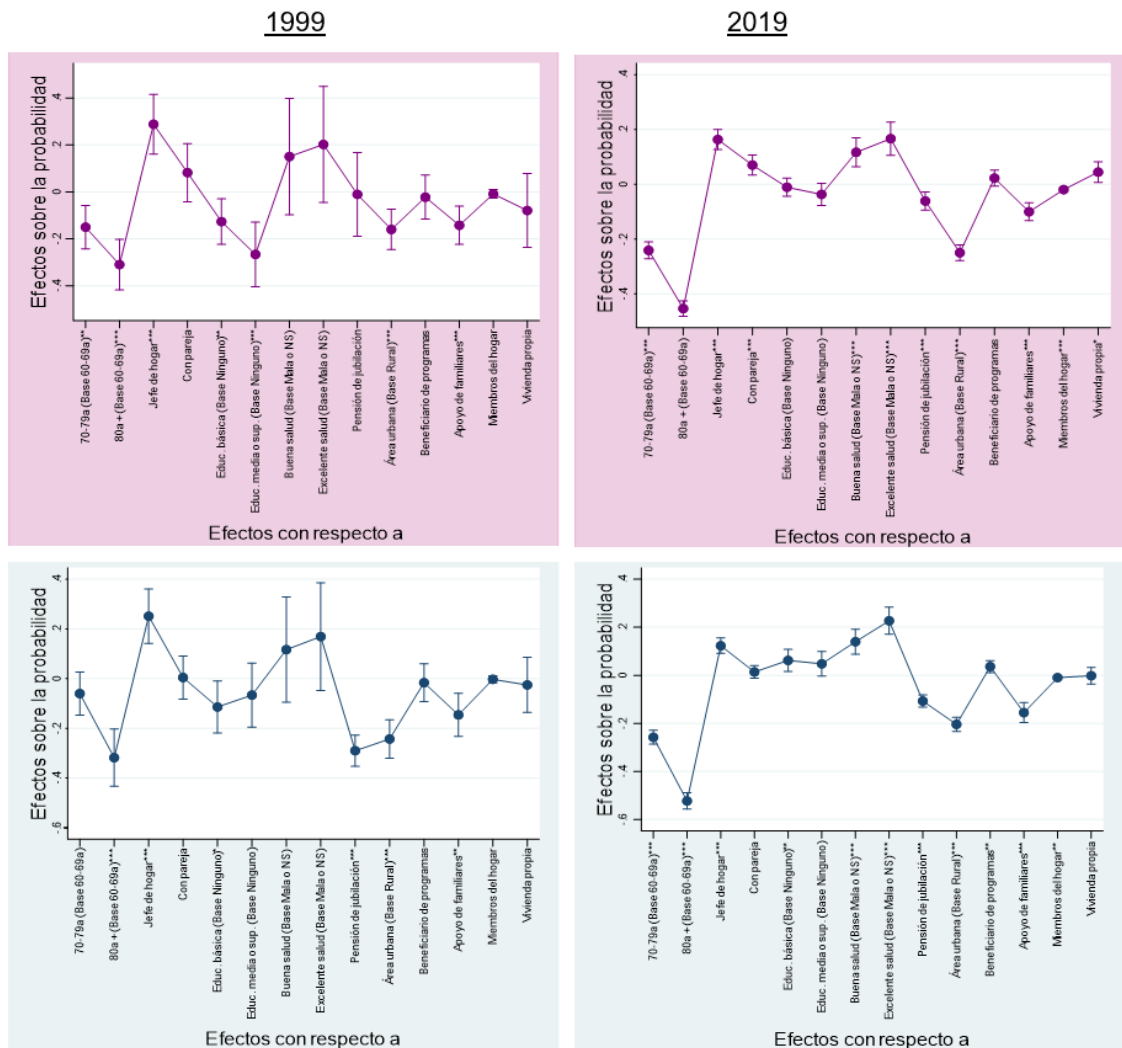 1999
2019
Efectos sobre la probabilidad
.4
.2
0
-.2
-.4
70-79a (Base 60-69a)**
80a + (Base 60-69a)***
Jefe de hogar***
Con pareja
Educ. básica (Base Ninguno)**
Educ. media o sup. (Base Ninguno)***
Buena salud (Base Mala o NS)
Excelente salud (Base Mala o NS)
Pensión de jubilación
Área urbana (Base Rural)***
Beneficiario de programas
Apoyo de familiares***
Miembros del hogar
Vivienda propia
Efectos con respecto a
Efectos sobre la probabilidad
.4
.2
0
-.2
-.4
70-79a (Base 60-69a)***
80a + (Base 60-69a)
Jefe de hogar***
Con pareja***
Educ. básica (Base Ninguno)
Educ. media o sup. (Base Ninguno)
Buena salud (Base Mala o NS)***
Excelente salud (Base Mala o NS)***
Pensión de jubilación***
Área urbana (Base Rural)***
Beneficiario de programas
Apoyo de familiares***
Miembros del hogar***
Vivienda propia*
Efectos con respecto a
Efectos sobre la probabilidad
.4
.2
0
-.2
-.4
-.6
70-79a (Base 60-69a)
80a + (Base 60-69a)***
Jefe de hogar***
Con pareja
Educ. básica (Base Ninguno)*
Educ. media o sup. (Base Ninguno)
Buena salud (Base Mala o NS)
Excelente salud (Base Mala o NS)
Pensión de jubilación***
Área urbana (Base Rural)***
Beneficiario de programas
Apoyo de familiares**
Miembros del hogar
Vivienda propia
Efectos con respecto a
Efectos sobre la probabilidad
.4
.2
0
-.2
-.4
-.6
70-79a (Base 60-69a)***
80a + (Base 60-69a)***
Jefe de hogar***
Con pareja
Educ. básica (Base Ninguno)**
Educ. media o sup. (Base Ninguno)
Buena salud (Base Mala o NS)***
Excelente salud (Base Mala o NS)***
Pensión de jubilación***
Área urbana (Base Rural)***
Beneficiario de programas**
Apoyo de familiares***
Miembros del hogar**
Vivienda propia
Efectos con respecto a